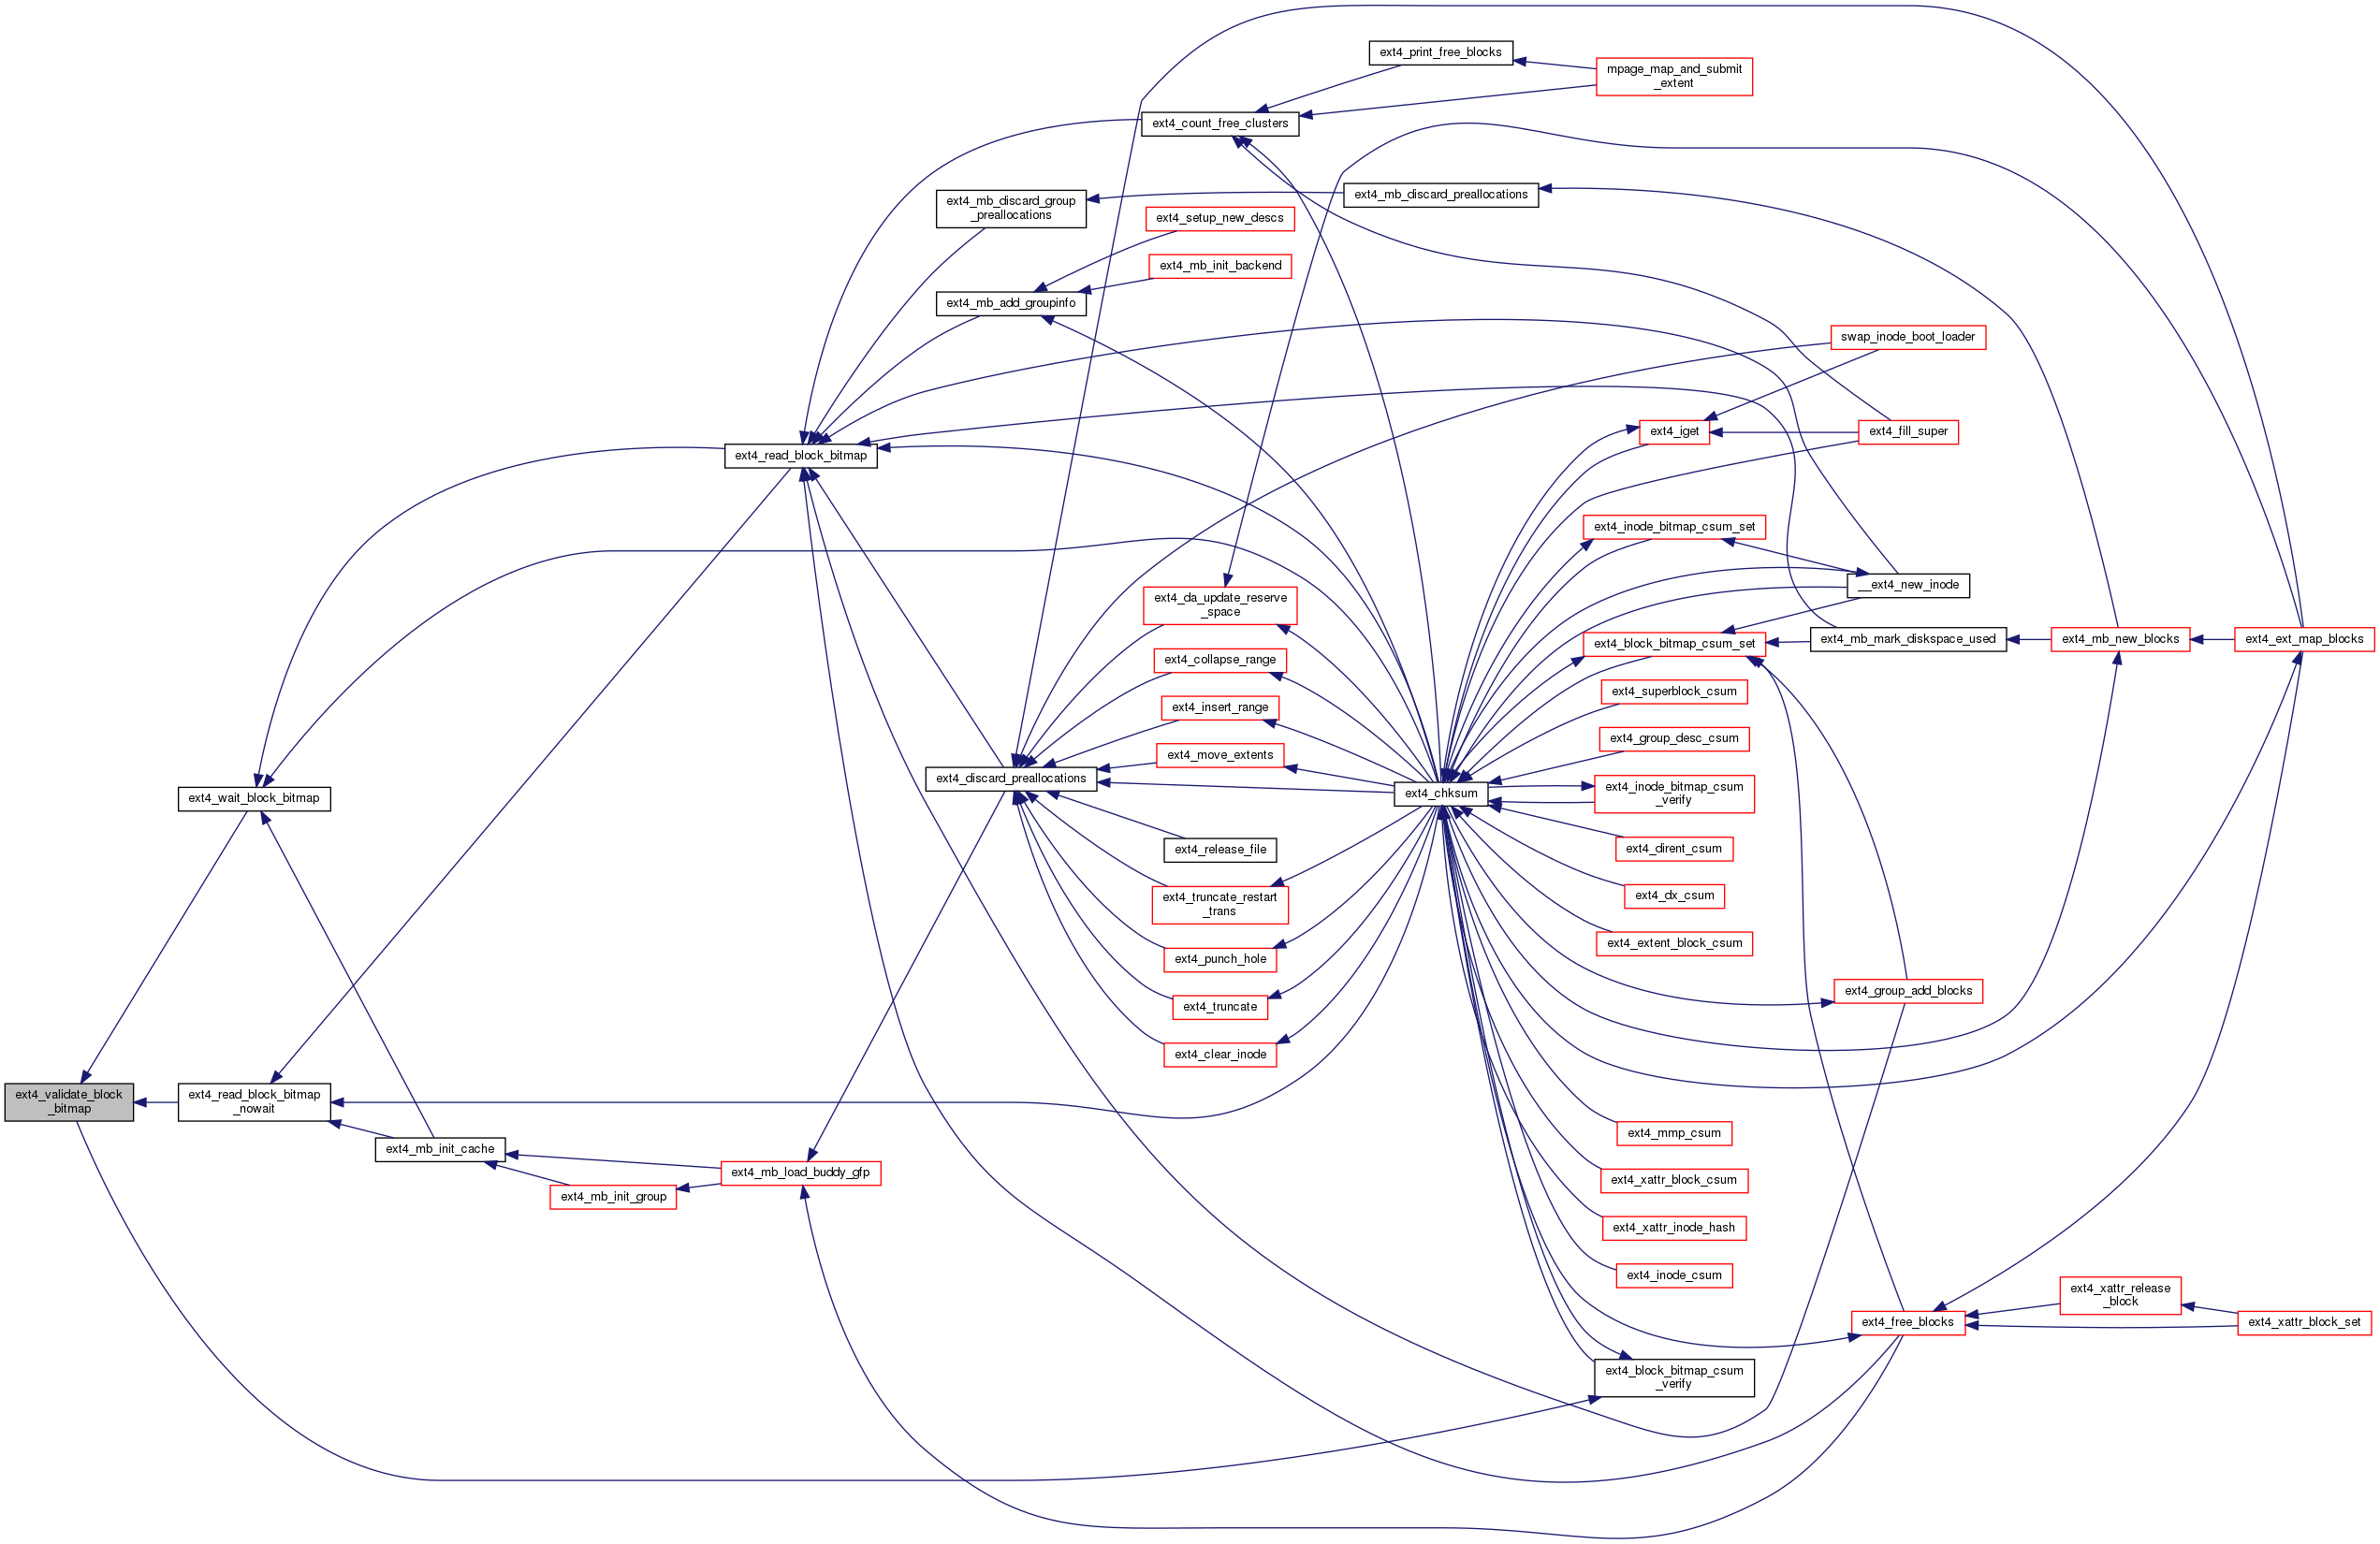 ext4_print_free_blocks
mpage_map_and_submit
_extent
ext4_count_free_clusters
ext4_mb_discard_group
_preallocations
ext4_mb_discard_preallocations
ext4_setup_new_descs
ext4_mb_init_backend
ext4_mb_add_groupinfo
swap_inode_boot_loader
ext4_iget
ext4_fill_super
ext4_read_block_bitmap
ext4_inode_bitmap_csum_set
__ext4_new_inode
ext4_da_update_reserve
_space
ext4_block_bitmap_csum_set
ext4_mb_mark_diskspace_used
ext4_mb_new_blocks
ext4_ext_map_blocks
ext4_collapse_range
ext4_superblock_csum
ext4_insert_range
ext4_group_desc_csum
ext4_move_extents
ext4_discard_preallocations
ext4_wait_block_bitmap
ext4_chksum
ext4_inode_bitmap_csum
_verify
ext4_release_file
ext4_dirent_csum
ext4_truncate_restart
_trans
ext4_dx_csum
ext4_punch_hole
ext4_extent_block_csum
ext4_truncate
ext4_group_add_blocks
ext4_clear_inode
ext4_validate_block
_bitmap
ext4_read_block_bitmap
_nowait
ext4_mb_init_cache
ext4_mmp_csum
ext4_mb_load_buddy_gfp
ext4_mb_init_group
ext4_xattr_block_csum
ext4_xattr_inode_hash
ext4_inode_csum
ext4_xattr_release
_block
ext4_free_blocks
ext4_xattr_block_set
ext4_block_bitmap_csum
_verify